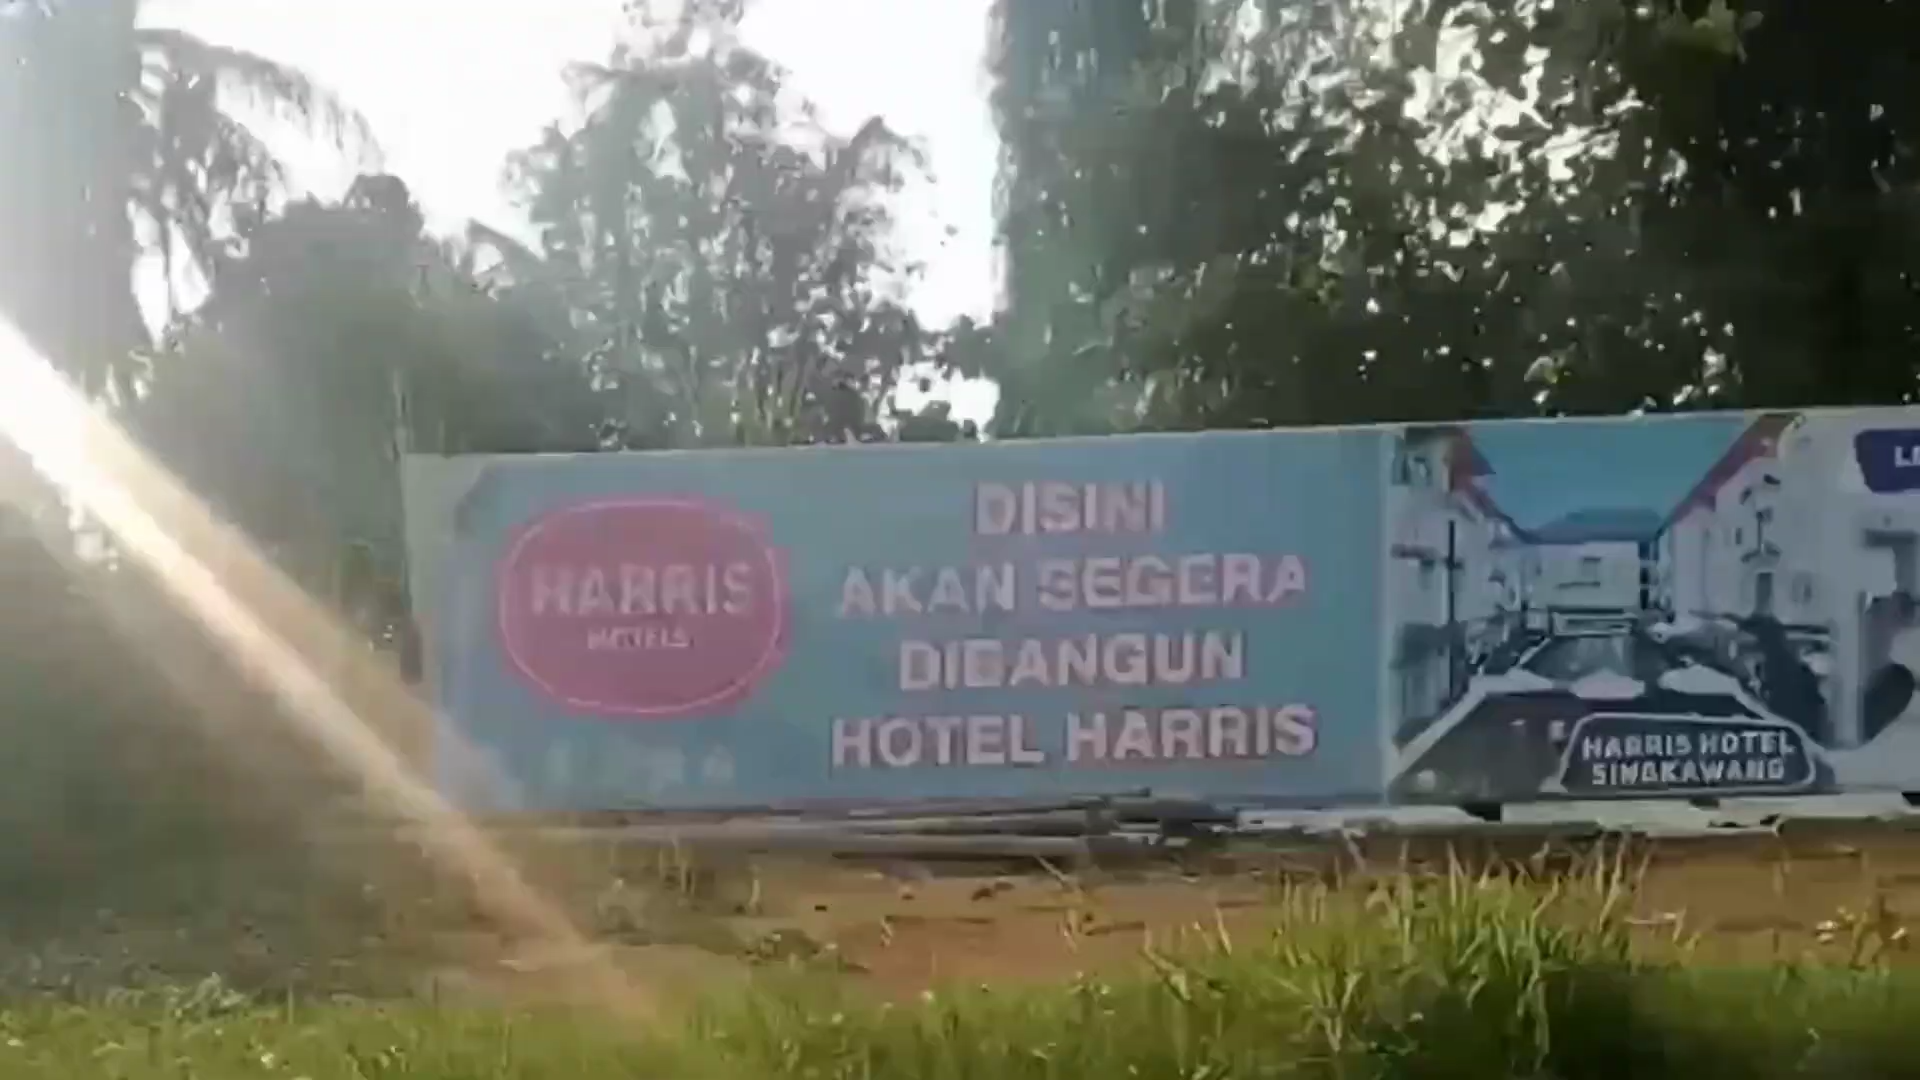 HARRIS
HOTELS
DISINI
AKAN SEGERA
DIBANGUN
HOTEL HARRIS
HARRIS HOTEL
SINGKAWANG